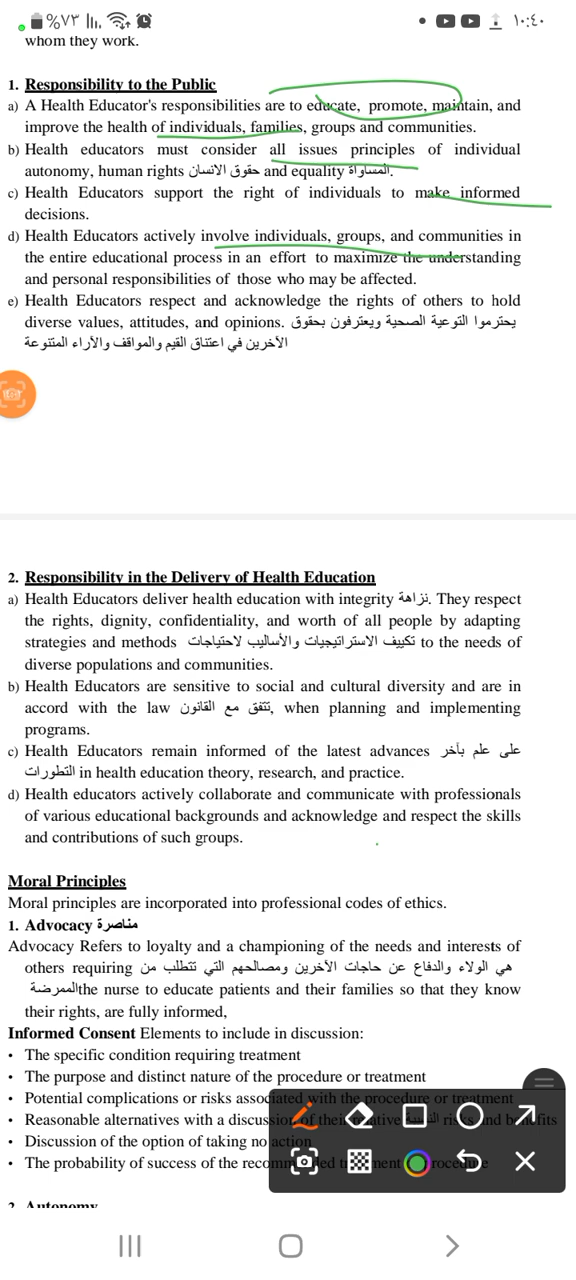 %٧٣
١٠:٤٠
whom they work.
1. Responsibility to the Public
a) A Health Educator's responsibilities are to educate, promote, maintain, and
improve the health of individuals, families, groups and communities.
b) Health educators must consider all issues principles of individual
autonomy, human rights حقوق الانسان and equality المساواة.
c) Health Educators support the right of individuals to make informed
decisions.
d) Health Educators actively involve individuals, groups, and communities in
the entire educational process in an effort to maximize the understanding
and personal responsibilities of those who may be affected.
e) Health Educators respect and acknowledge the rights of others to hold
diverse values, attitudes, and opinions. يحترموا التوعية الصحية ويعترفون بحقوق
الآخرين في اعتناق القيم والمواقف والآراء المتنوعة
2. Responsibility in the Delivery of Health Education
a) Health Educators deliver health education with integrity نزاهة. They respect
the rights, dignity, confidentiality, and worth of all people by adapting
strategies and methods تكييف الاستراتيجيات والأساليب لاحتياجات to the needs of
diverse populations and communities.
b) Health Educators are sensitive to social and cultural diversity and are in
accord with the law تتفق مع القانون, when planning and implementing
programs.
c) Health Educators remain informed of the latest advances على علم بآخر
التطورات in health education theory, research, and practice.
d) Health educators actively collaborate and communicate with professionals
of various educational backgrounds and acknowledge and respect the skills
and contributions of such groups.
Moral Principles
Moral principles are incorporated into professional codes of ethics.
1. Advocacy مناصرة
Advocacy Refers to loyalty and a championing of the needs and interests of
others requiring هي الولاء والدفاع عن حاجات الآخرين ومصالحهم التي تتطلب من
الممرضةthe nurse to educate patients and their families so that they know
their rights, are fully informed,
Informed Consent Elements to include in discussion:
• The specific condition requiring treatment
• The purpose and distinct nature of the procedure or treatment
• Potential complications or risks associated with the procedure or treatment
• Reasonable alternatives with a discussion of their relative risks and benefits
• Discussion of the option of taking no action
• The probability of success of the recommended treatment procedure
2. Autonomy